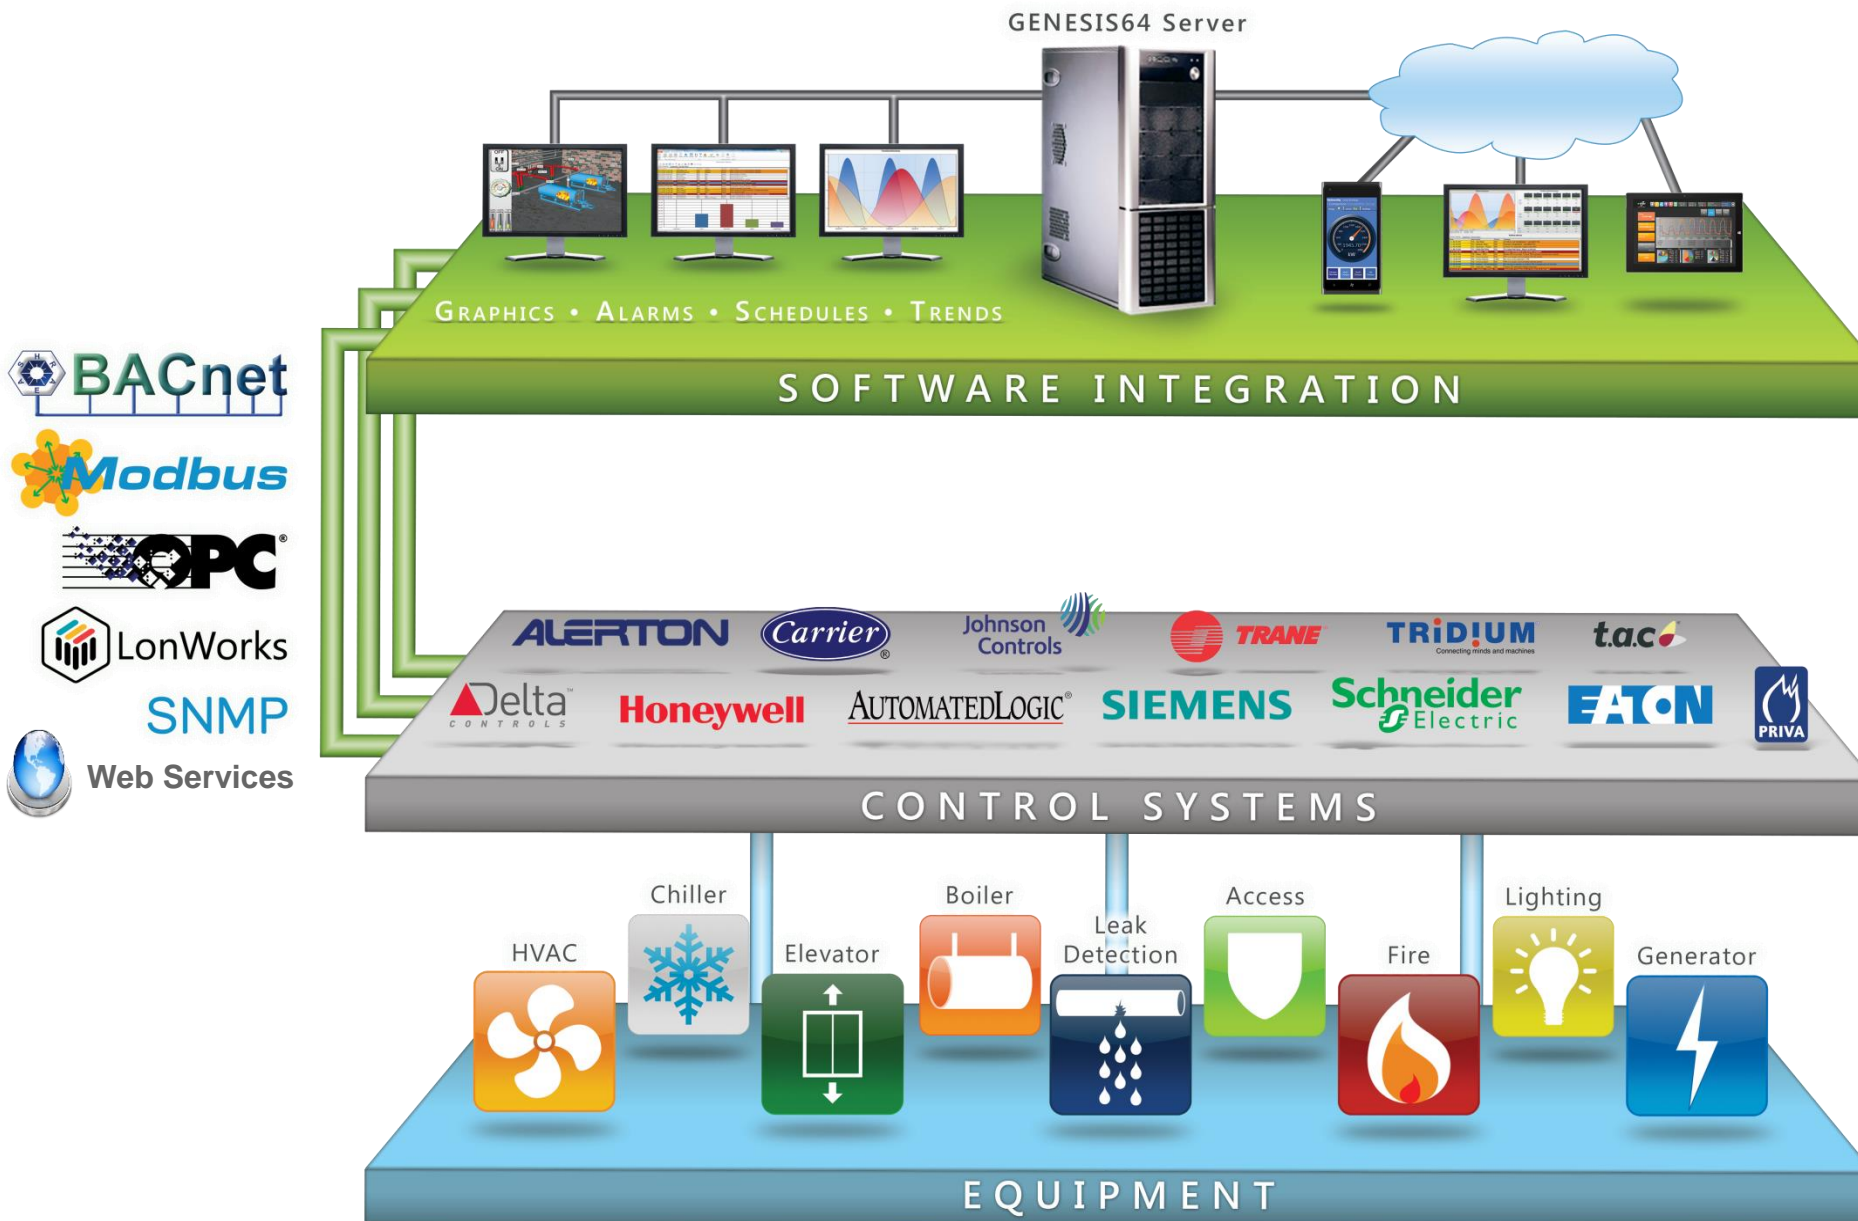 GENESIS64 Server
GRAPHICS • ALARMS • SCHEDULES • TRENDS
SOFTWARE INTEGRATION
BACnet
Modbus
OPC®
LonWorks
SNMP
Web Services
ALERTON
Carrier®
Johnson
Controls
TRANE
TRIDIUM
Connecting minds and machines
t.a.c
Delta™
CONTROLS
Honeywell
AUTOMATEDLOGIC®
SIEMENS
Schneider
Electric
EATON
PRIVA
CONTROL SYSTEMS
HVAC
Chiller
Elevator
Boiler
Leak
Detection
Access
Fire
Lighting
Generator
EQUIPMENT